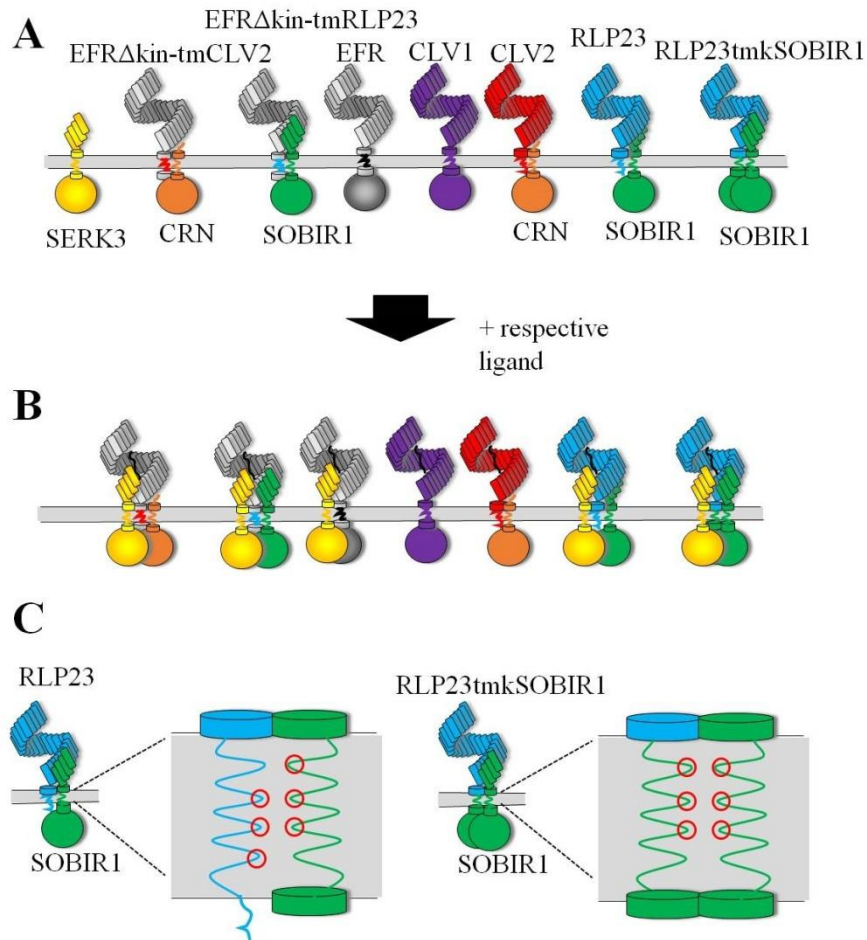 A
EFRΔkin-tmRLP23
EFRΔkin-tmCLV2
EFR
CLV1
CLV2
RLP23
RLP23tmkSOBIR1
SERK3
CRN
SOBIR1
CRN
SOBIR1
SOBIR1
+ respective
ligand
B
C
RLP23
SOBIR1
RLP23tmkSOBIR1
SOBIR1